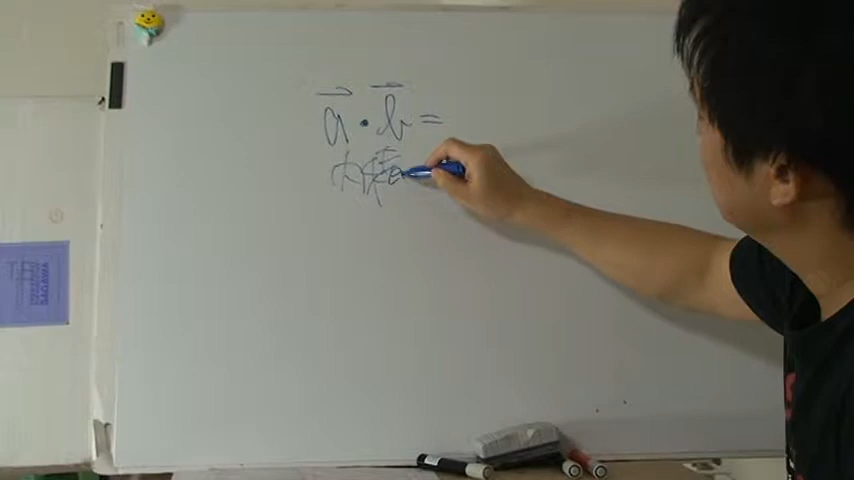 a⃗ · b⃗ =
内積